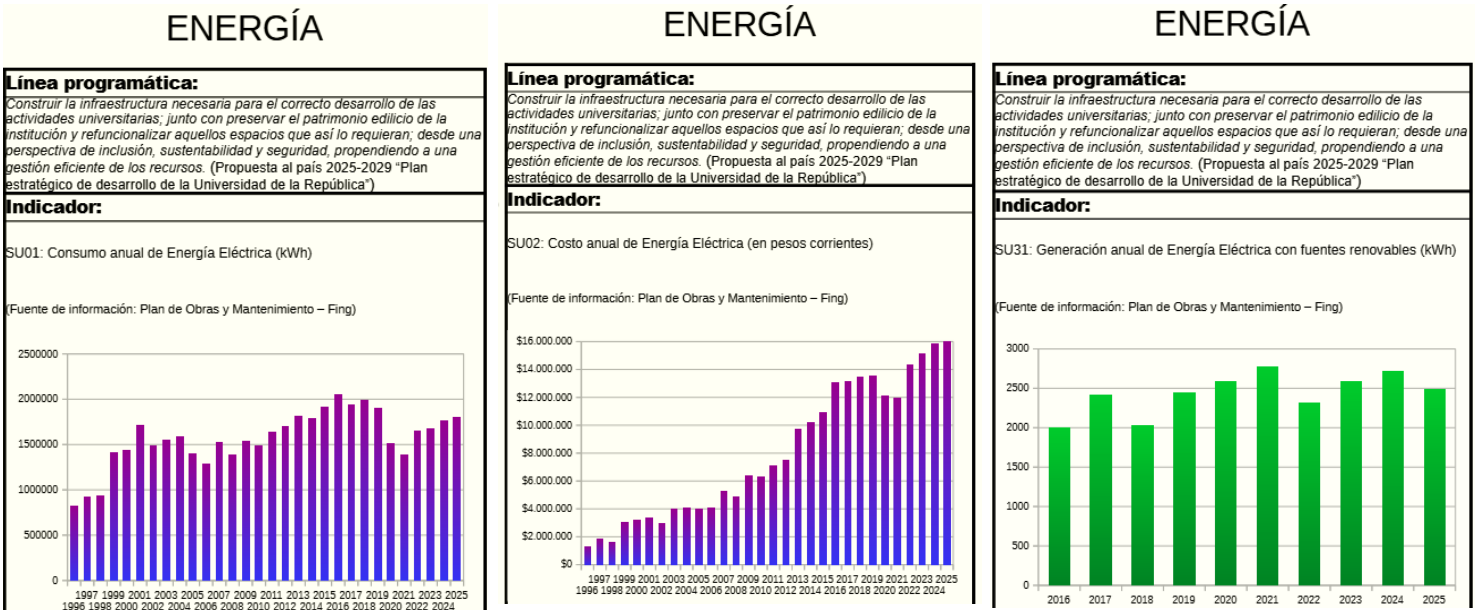 ENERGÍA
Línea programática:
Construir la infraestructura necesaria para el correcto desarrollo de las
actividades universitarias; junto con preservar el patrimonio edilicio de la
institución y refuncionalizar aquellos espacios que así lo requieran; desde una
perspectiva de inclusión, sustentabilidad y seguridad, propendiendo a una
gestión eficiente de los recursos. (Propuesta al país 2025-2029 “Plan
estratégico de desarrollo de la Universidad de la República”)
Indicador:
SU01: Consumo anual de Energía Eléctrica (kWh)
(Fuente de información: Plan de Obras y Mantenimiento – Fing)
2500000
2000000
1500000
1000000
500000
0
1997 1999 2001 2003 2005 2007 2009 2011 2013 2015 2017 2019 2021 2023 2025
1996 1998 2000 2002 2004 2006 2008 2010 2012 2014 2016 2018 2020 2022 2024
ENERGÍA
Línea programática:
Construir la infraestructura necesaria para el correcto desarrollo de las
actividades universitarias; junto con preservar el patrimonio edilicio de la
institución y refuncionalizar aquellos espacios que así lo requieran; desde una
perspectiva de inclusión, sustentabilidad y seguridad, propendiendo a una
gestión eficiente de los recursos. (Propuesta al país 2025-2029 “Plan
estratégico de desarrollo de la Universidad de la República”)
Indicador:
SU02: Costo anual de Energía Eléctrica (en pesos corrientes)
(Fuente de información: Plan de Obras y Mantenimiento – Fing)
$16.000.000
$14.000.000
$12.000.000
$10.000.000
$8.000.000
$6.000.000
$4.000.000
$2.000.000
$0
1997 1999 2001 2003 2005 2007 2009 2011 2013 2015 2017 2019 2021 2023 2025
1996 1998 2000 2002 2004 2006 2008 2010 2012 2014 2016 2018 2020 2022 2024
ENERGÍA
Línea programática:
Construir la infraestructura necesaria para el correcto desarrollo de las
actividades universitarias; junto con preservar el patrimonio edilicio de la
institución y refuncionalizar aquellos espacios que así lo requieran; desde una
perspectiva de inclusión, sustentabilidad y seguridad, propendiendo a una
gestión eficiente de los recursos. (Propuesta al país 2025-2029 “Plan
estratégico de desarrollo de la Universidad de la República”)
Indicador:
SU31: Generación anual de Energía Eléctrica con fuentes renovables (kWh)
(Fuente de información: Plan de Obras y Mantenimiento – Fing)
3000
2500
2000
1500
1000
500
0
2016 2017 2018 2019 2020 2021 2022 2023 2024 2025